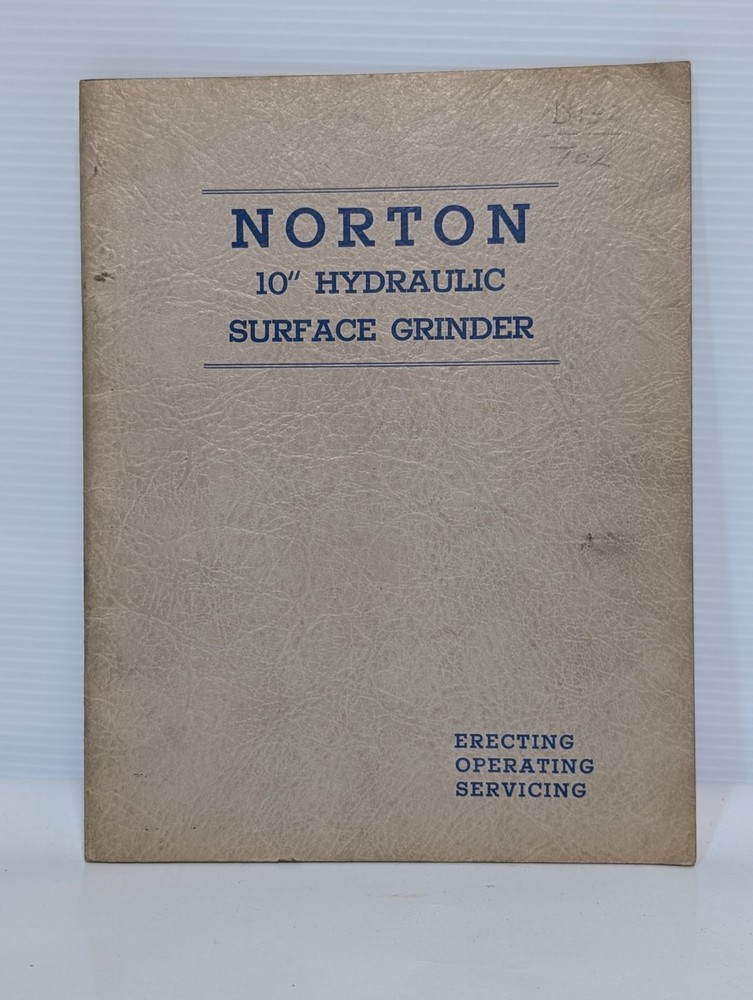 NORTON
10" HYDRAULIC
SURFACE GRINDER
ERECTING
OPERATING
SERVICING